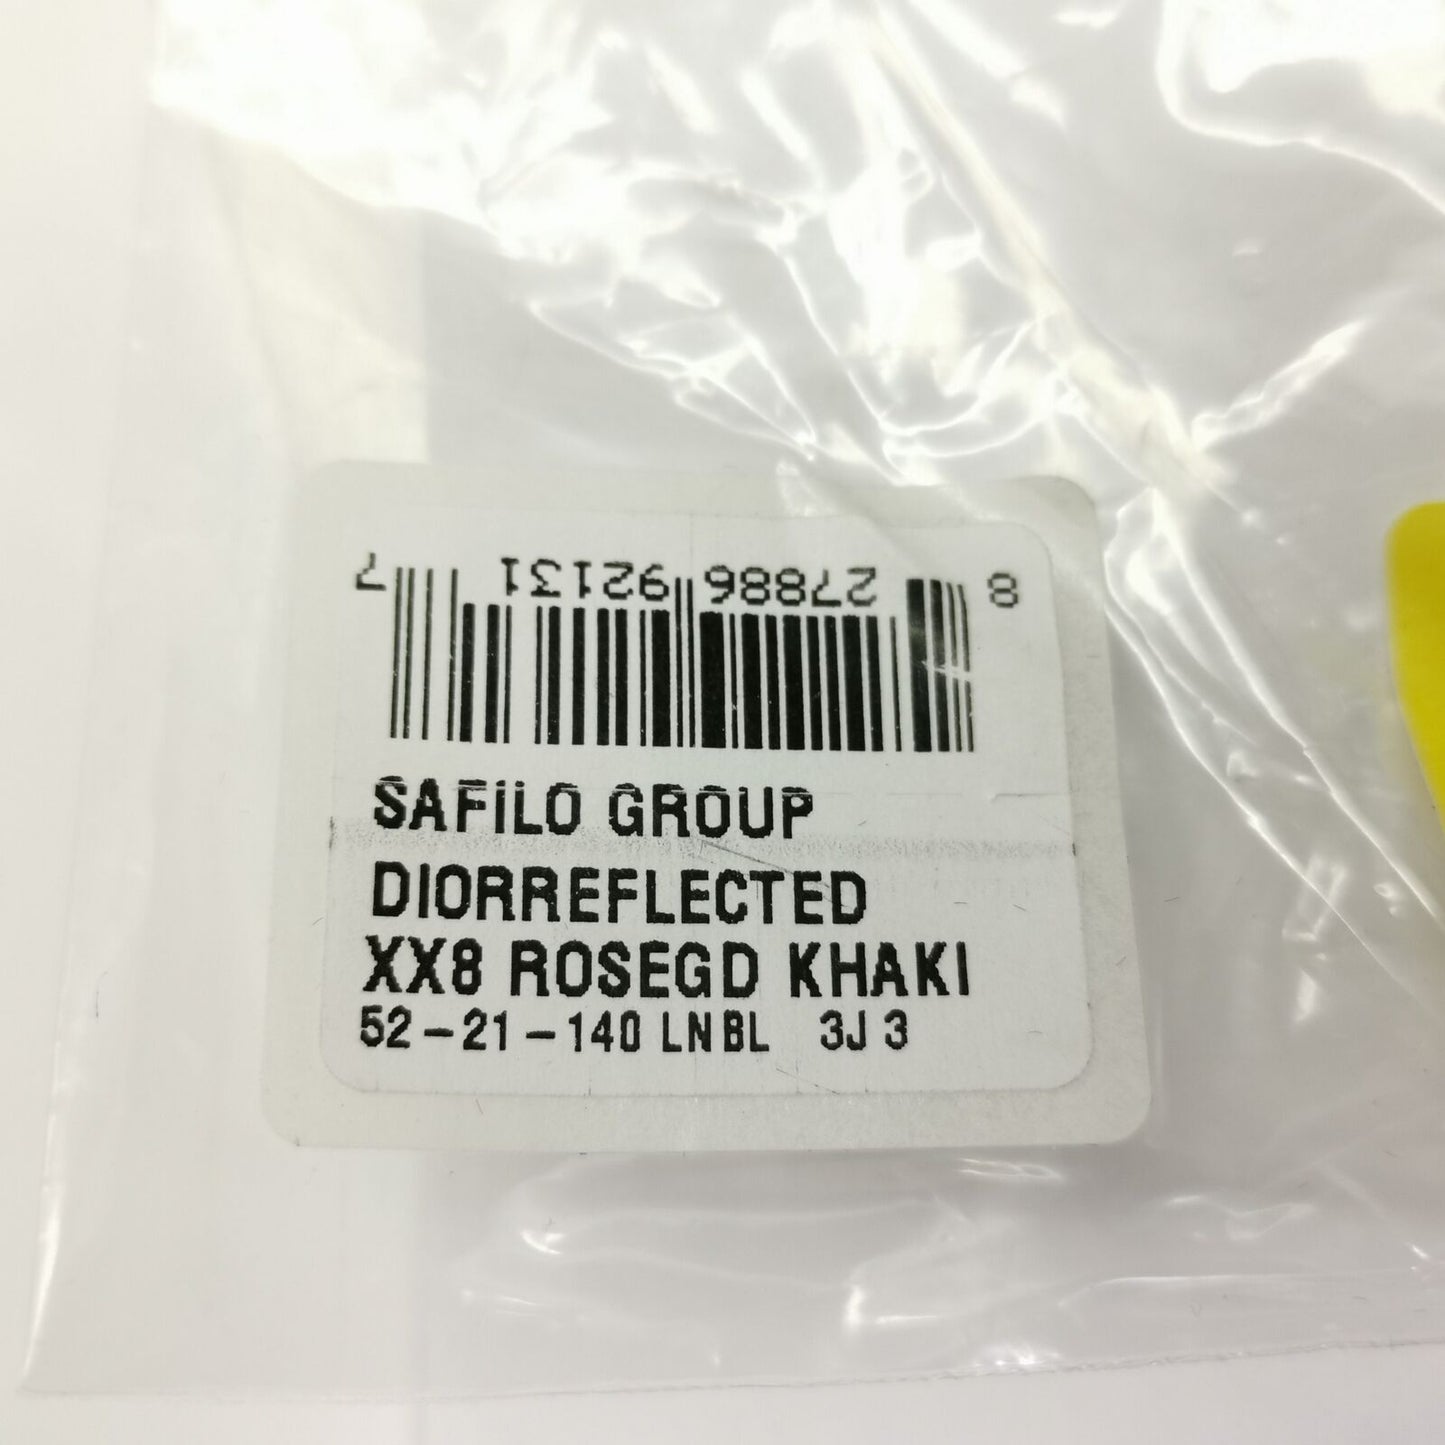 8 27886 92131 7
SAFILO GROUP
DIORREFLECTED
XX8 ROSEGD KHAKI
52-21-140 LNBL 3J 3